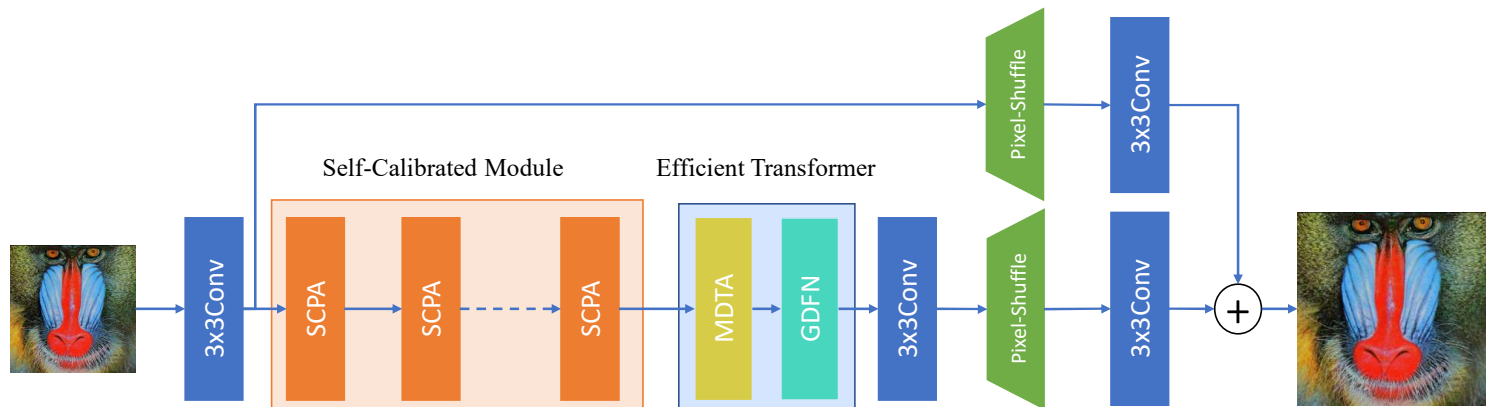 Pixel-Shuffle
3x3Conv
Self-Calibrated Module
Efficient Transformer
3x3Conv
SCPA
SCPA
SCPA
MDTA
GDFN
3x3Conv
Pixel-Shuffle
3x3Conv
+